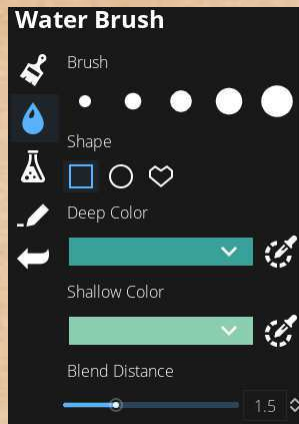 Water Brush
Brush
Shape
Deep Color
Shallow Color
Blend Distance
1.5